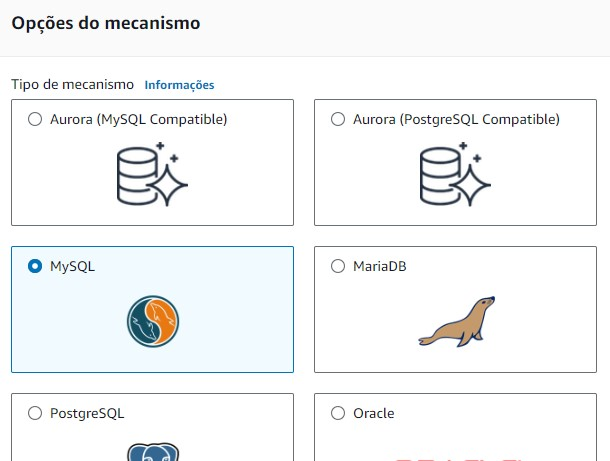 Opções do mecanismo
Tipo de mecanismo Informações
Aurora (MySQL Compatible)
Aurora (PostgreSQL Compatible)
MySQL
MariaDB
PostgreSQL
Oracle